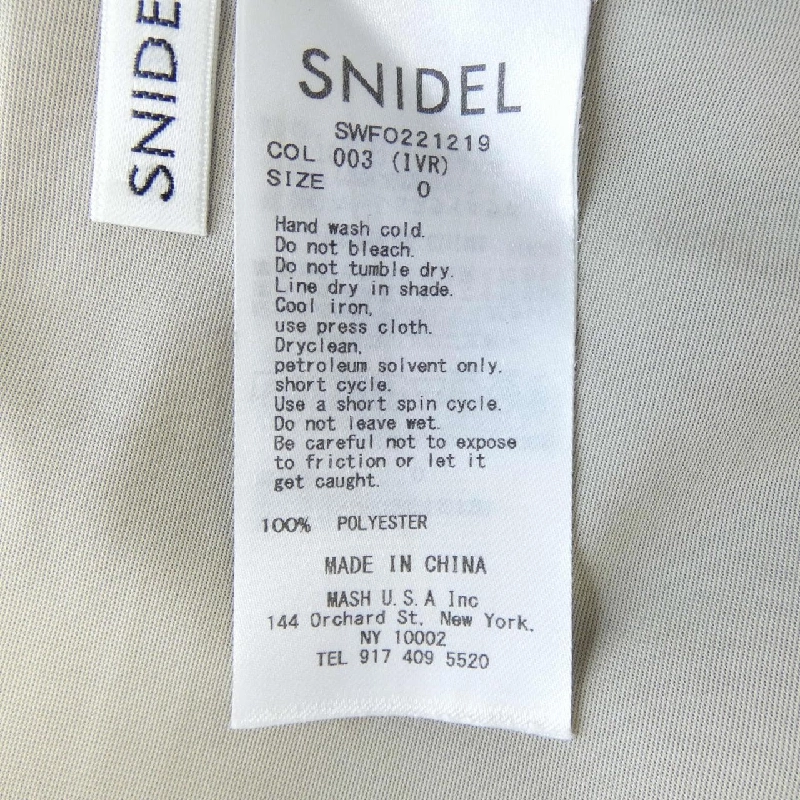 SNIDE
SNIDEL
SWFO221219
COL 003 (IVR)
SIZE 0
Hand wash cold.
Do not bleach.
Do not tumble dry.
Line dry in shade.
Cool iron,
use press cloth.
Dryclean,
petroleum solvent only.
short cycle.
Use a short spin cycle.
Do not leave wet.
Be careful not to expose
to friction or let it
get caught.
100% POLYESTER
MADE IN CHINA
MASH U.S.A Inc
144 Orchard St. New York.
NY 10002
TEL 917 409 5520